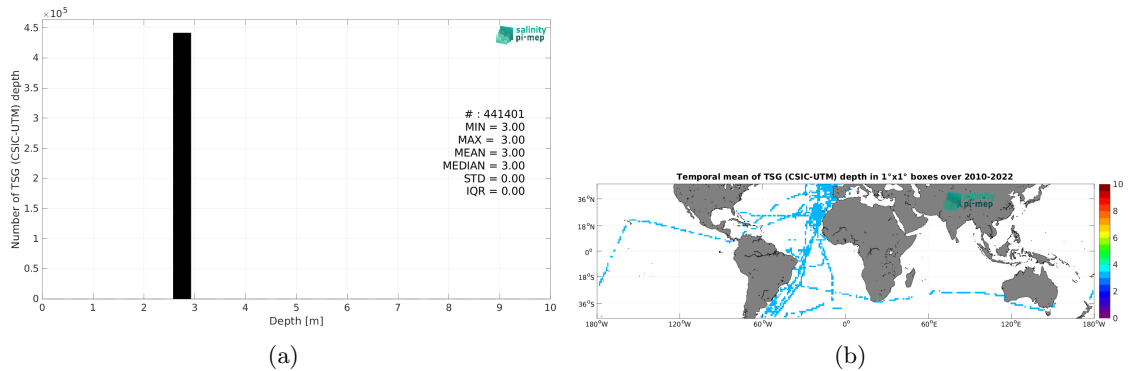 ×10⁵
4.5
4
3.5
3
2.5
2
1.5
1
0.5
0
Number of TSG (CSIC-UTM) depth
salinity
pi-mep
# : 441401
MIN = 3.00
MAX = 3.00
MEAN = 3.00
MEDIAN = 3.00
STD = 0.00
IQR = 0.00
0 1 2 3 4 5 6 7 8 9 10
Depth [m]
(a)
Temporal mean of TSG (CSIC-UTM) depth in 1°x1° boxes over 2010-2022
36°N
18°N
0°
18°S
36°S
salinity
pi-mep
180°W 120°W 60°W 0° 60°E 120°E 180°W
10
8
6
4
2
0
(b)